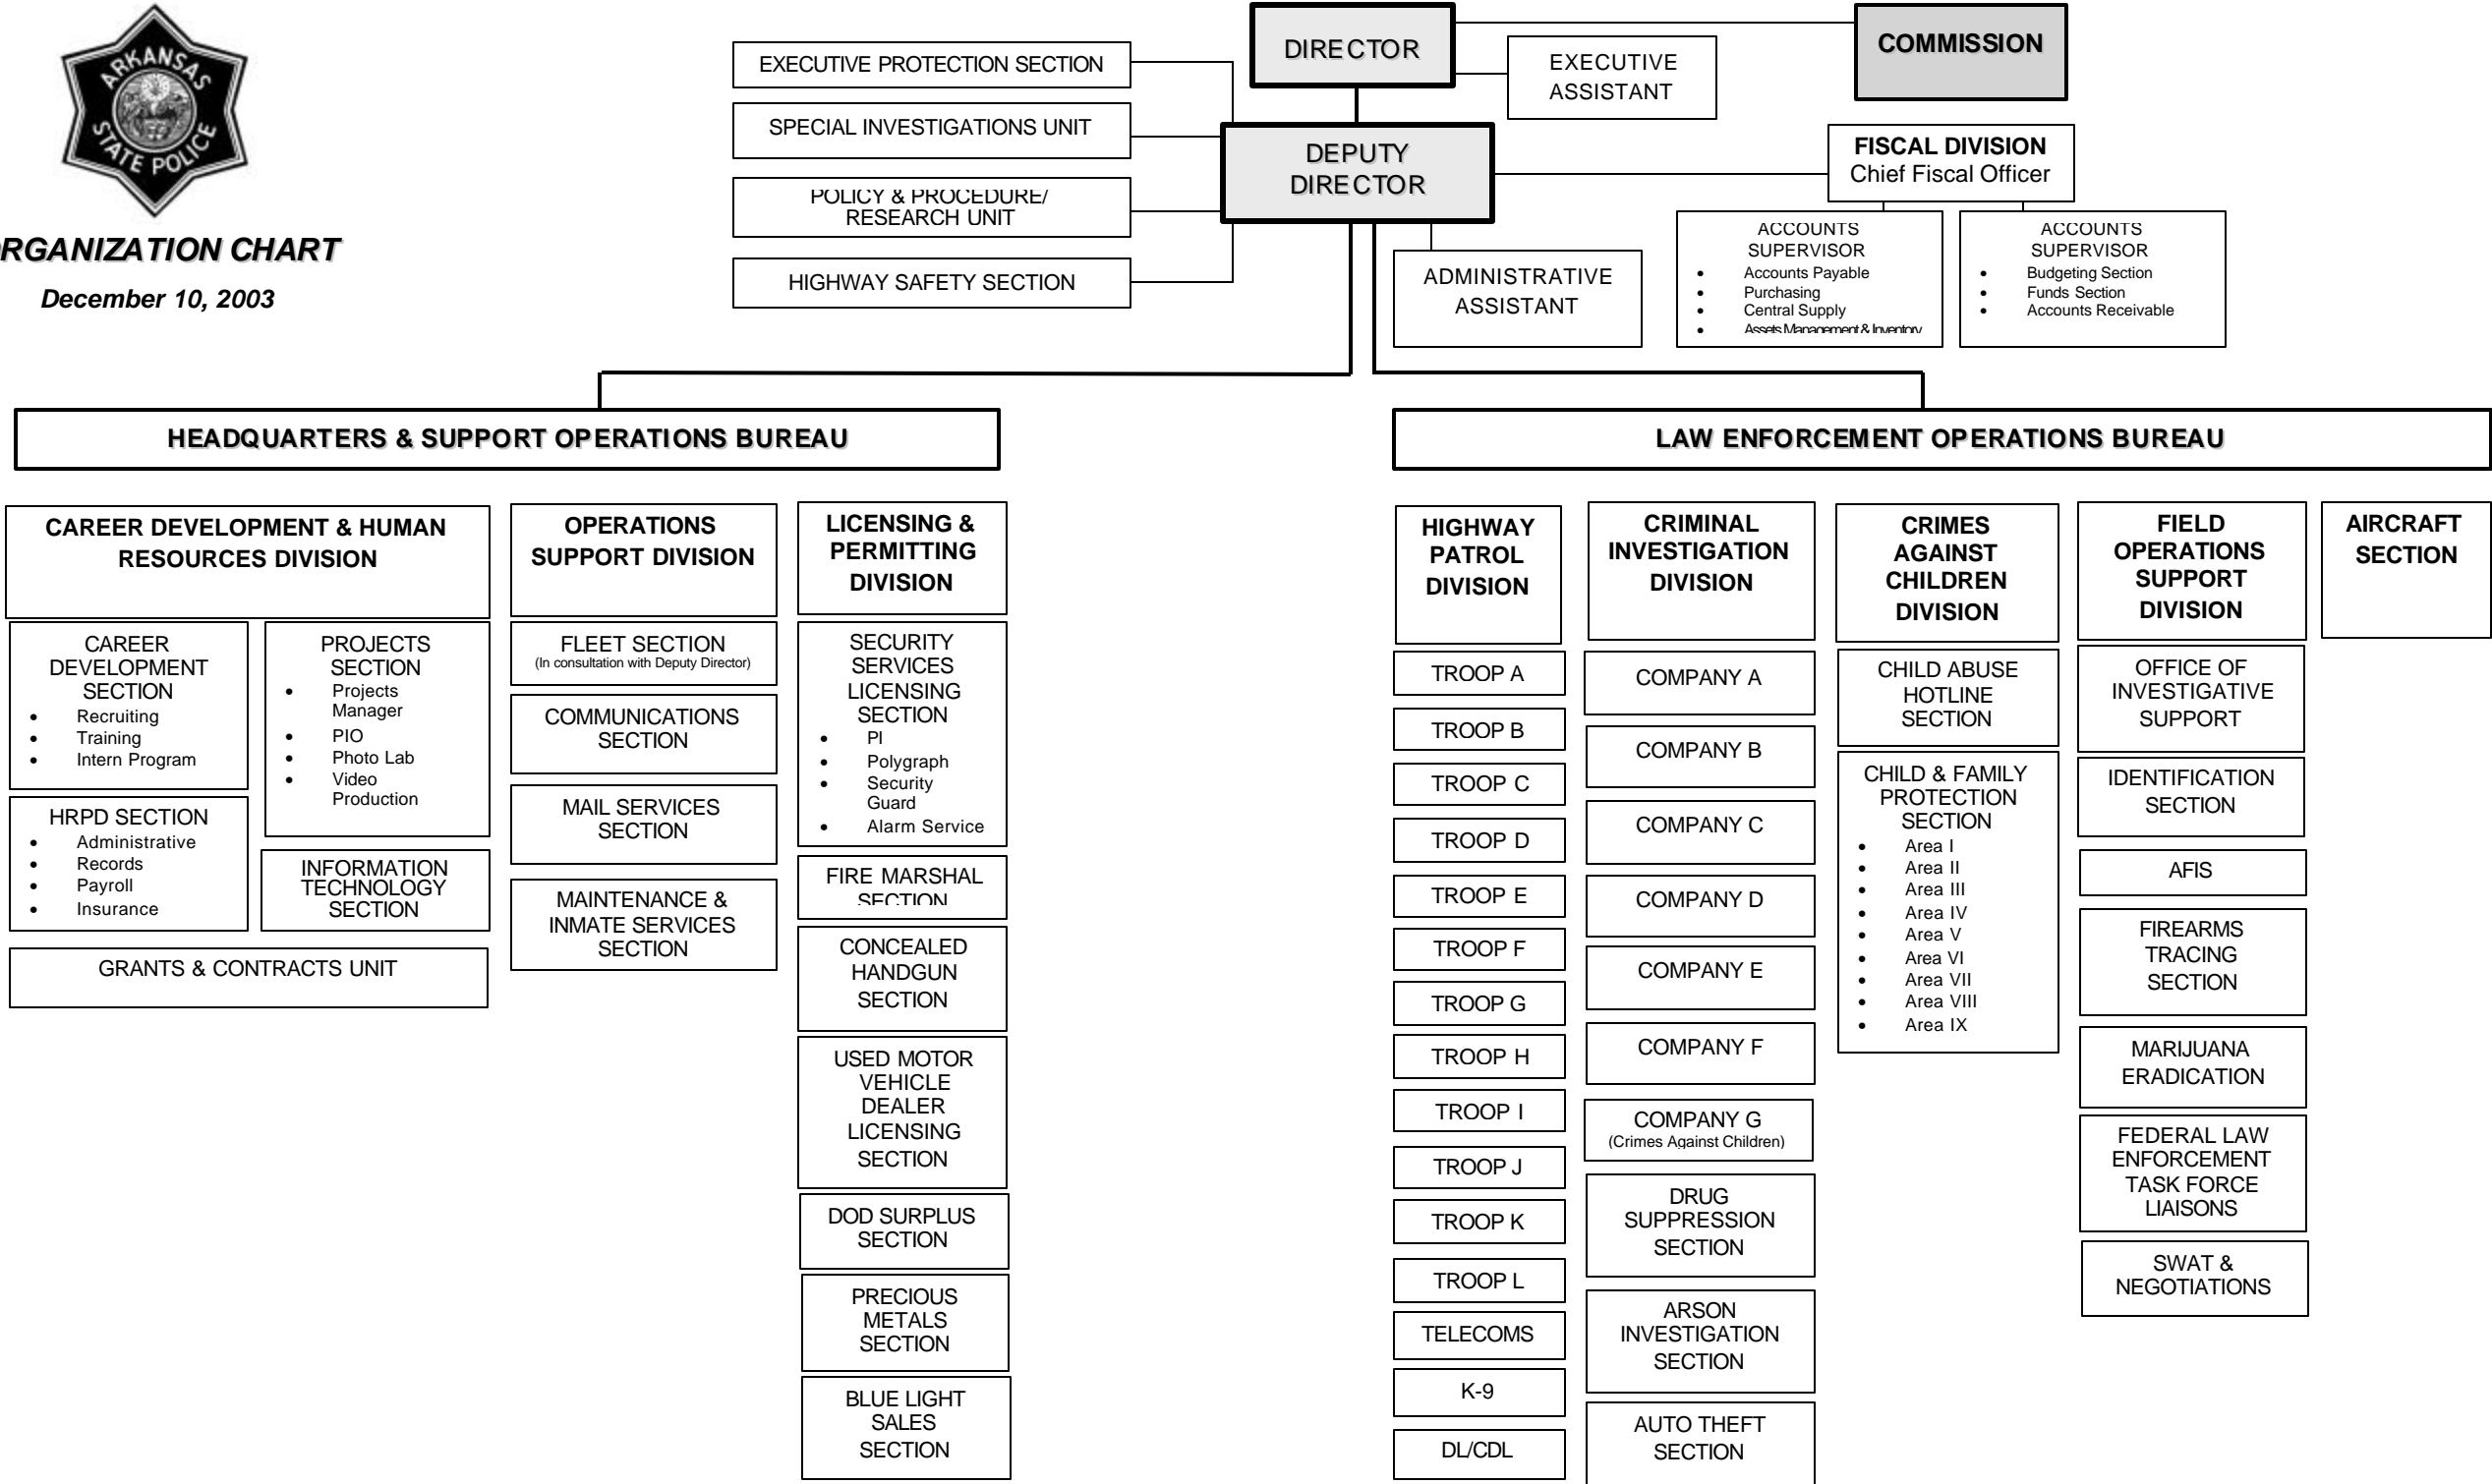 ARKANSAS
STATE POLICE
RGANIZATION CHART
December 10, 2003
DIRECTOR
COMMISSION
EXECUTIVE
ASSISTANT
EXECUTIVE PROTECTION SECTION
SPECIAL INVESTIGATIONS UNIT
POLICY & PROCEDURE/
RESEARCH UNIT
HIGHWAY SAFETY SECTION
DEPUTY
DIRECTOR
ADMINISTRATIVE
ASSISTANT
FISCAL DIVISION
Chief Fiscal Officer
ACCOUNTS
SUPERVISOR
• Accounts Payable
• Purchasing
• Central Supply
• Assets Management & Inventory
ACCOUNTS
SUPERVISOR
• Budgeting Section
• Funds Section
• Accounts Receivable
HEADQUARTERS & SUPPORT OPERATIONS BUREAU
CAREER DEVELOPMENT & HUMAN
RESOURCES DIVISION
CAREER
DEVELOPMENT
SECTION
• Recruiting
• Training
• Intern Program
HRPD SECTION
• Administrative
• Records
• Payroll
• Insurance
PROJECTS
SECTION
• Projects
Manager
• PIO
• Photo Lab
• Video
Production
INFORMATION
TECHNOLOGY
SECTION
GRANTS & CONTRACTS UNIT
OPERATIONS
SUPPORT DIVISION
FLEET SECTION
(In consultation with Deputy Director)
COMMUNICATIONS
SECTION
MAIL SERVICES
SECTION
MAINTENANCE &
INMATE SERVICES
SECTION
LICENSING &
PERMITTING
DIVISION
SECURITY
SERVICES
LICENSING
SECTION
• PI
• Polygraph
• Security
Guard
• Alarm Service
FIRE MARSHAL
SECTION
CONCEALED
HANDGUN
SECTION
USED MOTOR
VEHICLE
DEALER
LICENSING
SECTION
DOD SURPLUS
SECTION
PRECIOUS
METALS
SECTION
BLUE LIGHT
SALES
SECTION
LAW ENFORCEMENT OPERATIONS BUREAU
HIGHWAY
PATROL
DIVISION
TROOP A
TROOP B
TROOP C
TROOP D
TROOP E
TROOP F
TROOP G
TROOP H
TROOP I
TROOP J
TROOP K
TROOP L
TELECOMS
K-9
DL/CDL
CRIMINAL
INVESTIGATION
DIVISION
COMPANY A
COMPANY B
COMPANY C
COMPANY D
COMPANY E
COMPANY F
COMPANY G
(Crimes Against Children)
DRUG
SUPPRESSION
SECTION
ARSON
INVESTIGATION
SECTION
AUTO THEFT
SECTION
CRIMES
AGAINST
CHILDREN
DIVISION
CHILD ABUSE
HOTLINE
SECTION
CHILD & FAMILY
PROTECTION
SECTION
• Area I
• Area II
• Area III
• Area IV
• Area V
• Area VI
• Area VII
• Area VIII
• Area IX
FIELD
OPERATIONS
SUPPORT
DIVISION
OFFICE OF
INVESTIGATIVE
SUPPORT
IDENTIFICATION
SECTION
AFIS
FIREARMS
TRACING
SECTION
MARIJUANA
ERADICATION
FEDERAL LAW
ENFORCEMENT
TASK FORCE
LIAISONS
SWAT &
NEGOTIATIONS
AIRCRAFT
SECTION